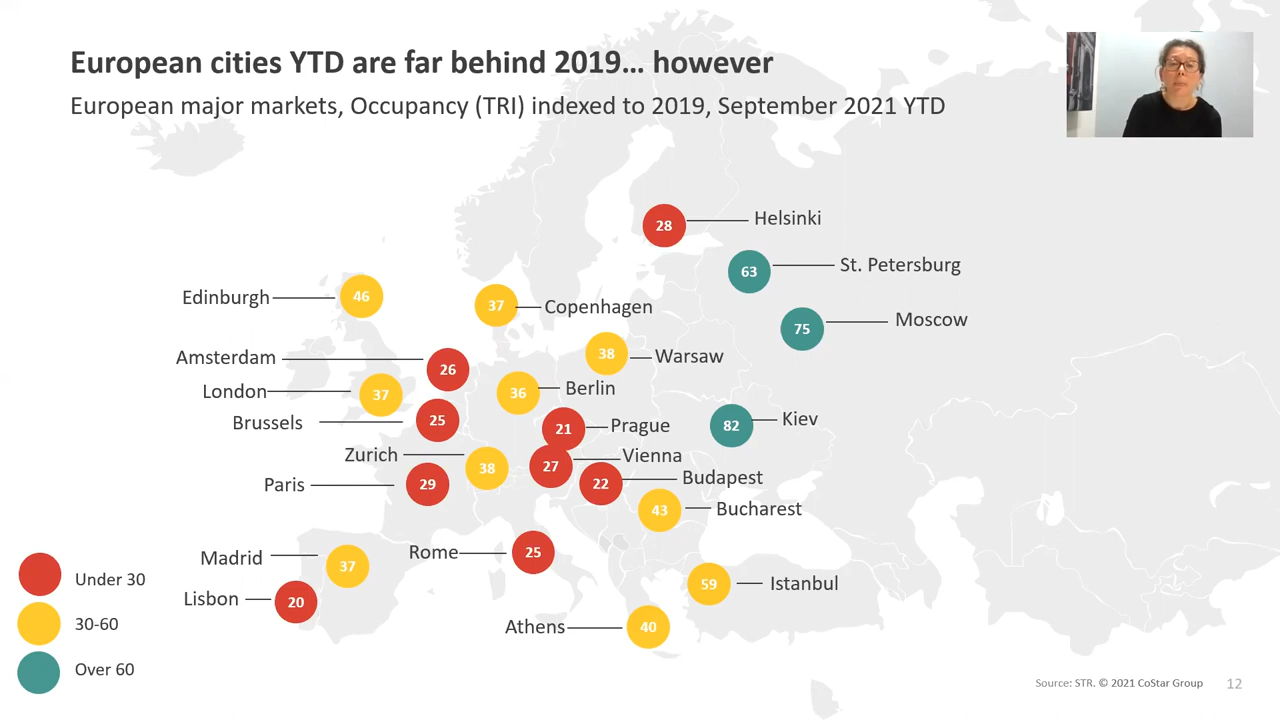 European cities YTD are far behind 2019... however
European major markets, Occupancy (TRI) indexed to 2019, September 2021 YTD
28 Helsinki
63 St. Petersburg
Edinburgh 46
37 Copenhagen
75 Moscow
Amsterdam 26
38 Warsaw
London 37
36 Berlin
Brussels 25
21 Prague
82 Kiev
Zurich 38
27 Vienna
Paris 29
22 Budapest
43 Bucharest
Rome 25
Madrid 37
Lisbon 20
59 Istanbul
Athens 40
Under 30
30-60
Over 60
Source: STR. © 2021 CoStar Group
12